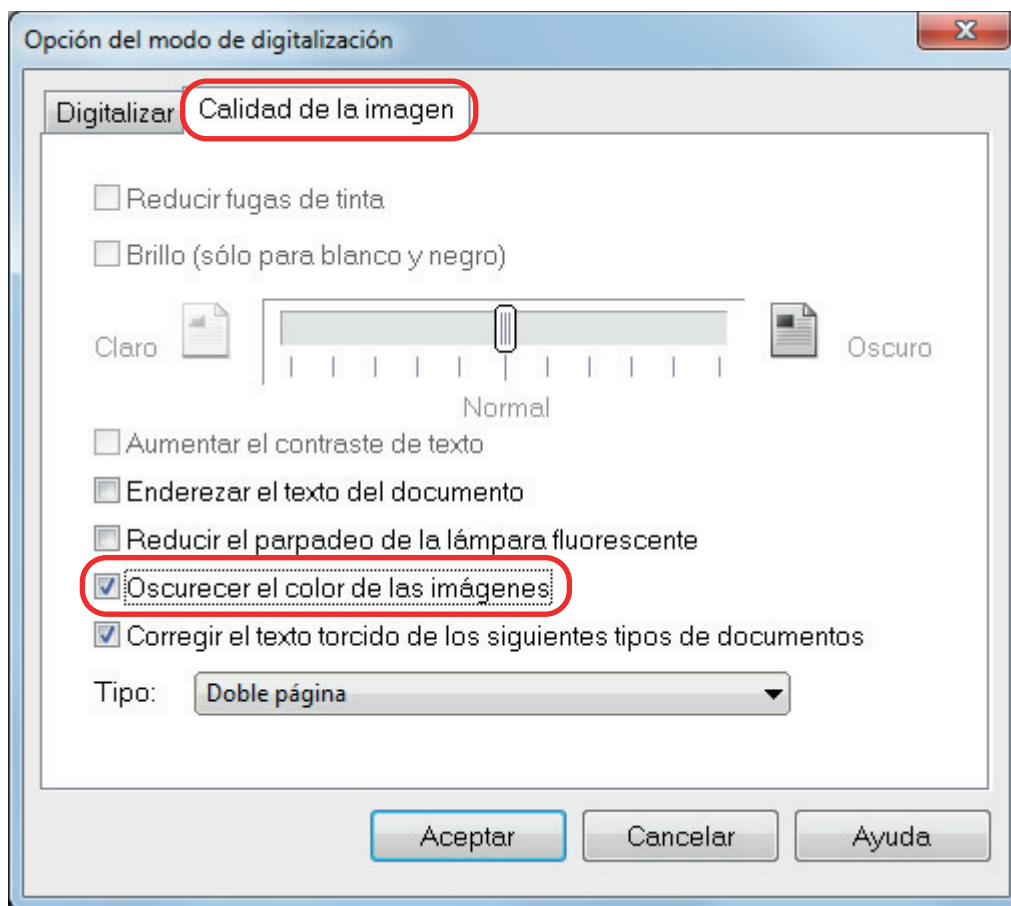 Opción del modo de digitalización
Digitalizar Calidad de la imagen
Reducir fugas de tinta
Brillo (sólo para blanco y negro)
Claro Oscuro
Normal
Aumentar el contraste de texto
Enderezar el texto del documento
Reducir el parpadeo de la lámpara fluorescente
Oscurecer el color de las imágenes
Corregir el texto torcido de los siguientes tipos de documentos
Tipo: Doble página
Aceptar Cancelar Ayuda